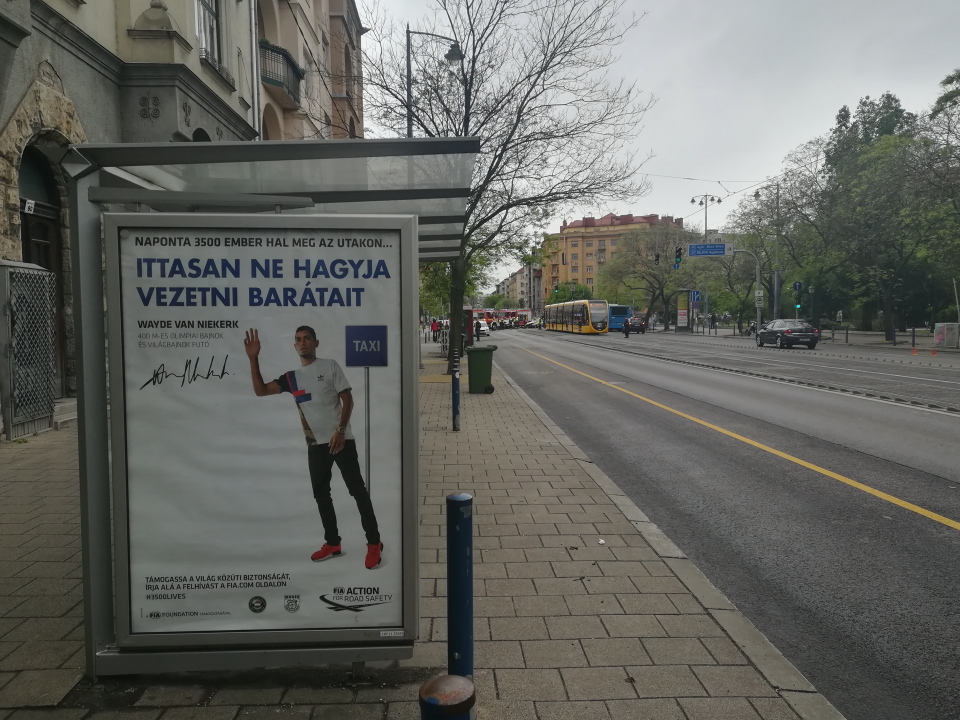 NAPONTA 3500 EMBER HAL MEG AZ UTAKON...
ITTASAN NE HAGYJA
VEZETNI BARÁTAIT
WAYDE VAN NIEKERK
400 M-ES OLIMPIAI BAJNOK
ÉS VILÁGBAJNOK FUTÓ
TAXI
TÁMOGASSA A VILÁG KÖZÚTI BIZTONSÁGÁT,
ÍRJA ALÁ A FELHÍVÁST A FIA.COM OLDALON
#3500LIVES
FIA FOUNDATION
FIA ACTION
FOR ROAD SAFETY